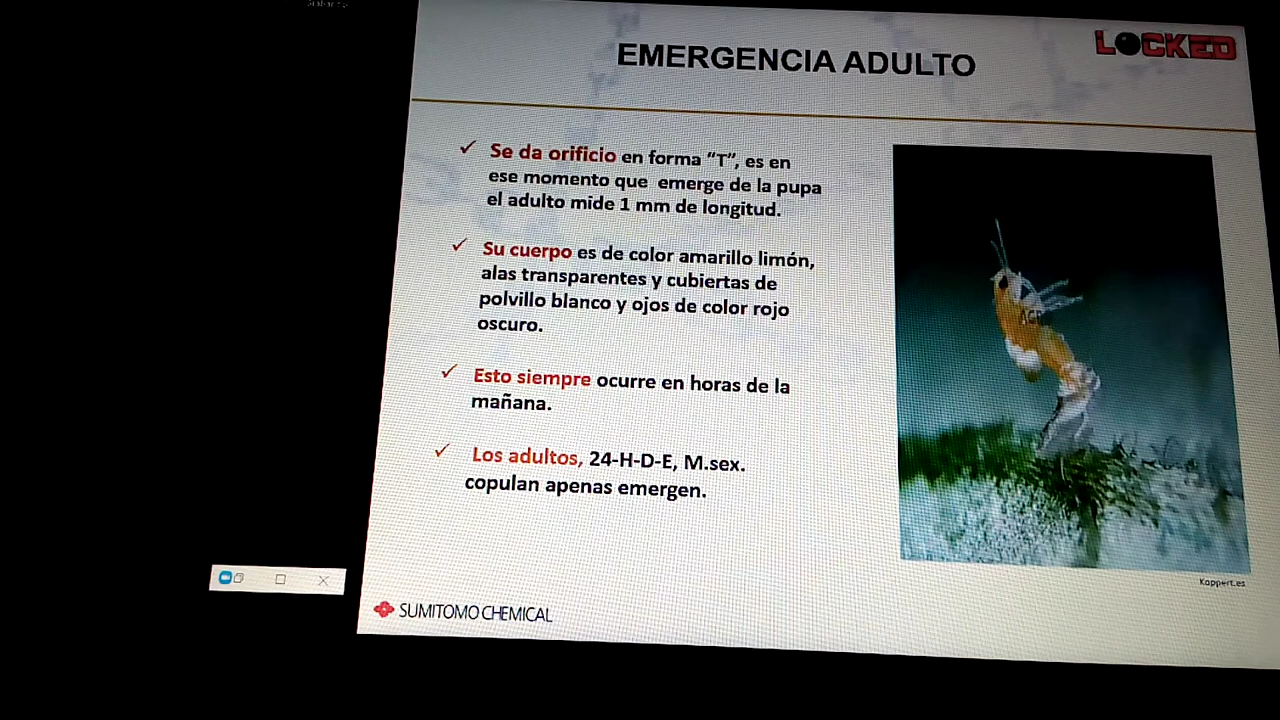 EMERGENCIA ADULTO
LOCKED
✓ Se da orificio en forma “T”, es en
ese momento que emerge de la pupa
el adulto mide 1 mm de longitud.
✓ Su cuerpo es de color amarillo limón,
alas transparentes y cubiertas de
polvillo blanco y ojos de color rojo
oscuro.
✓ Esto siempre ocurre en horas de la
mañana.
✓ Los adultos, 24-H-D-E, M.sex.
copulan apenas emergen.
Koppert.es
SUMITOMO CHEMICAL